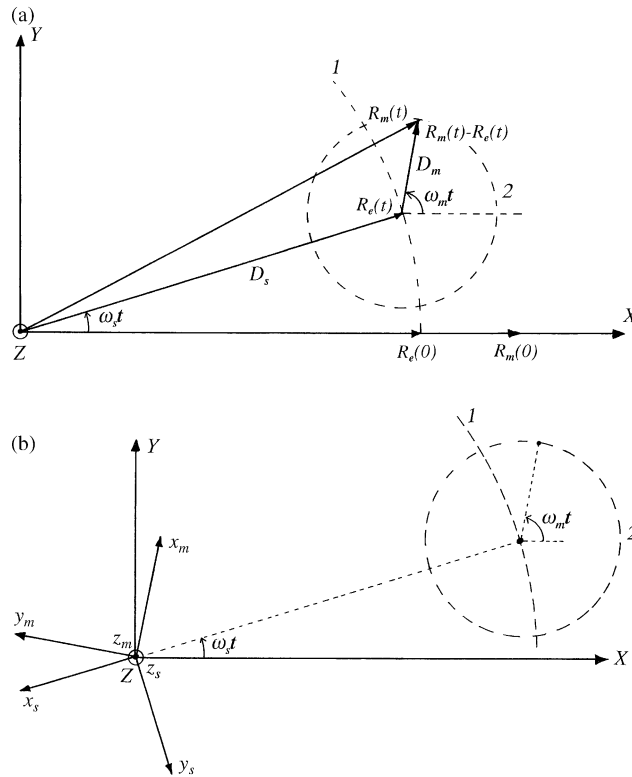 (a)
Y
1
Rm(t)
Rm(t)-Re(t)
Dm
2
Re(t)
ωmt
Ds
ωst
X
Z
Re(0)
Rm(0)
(b)
Y
1
xm
ωmt
2
ym
zm
ωst
Z
zs
X
xs
ys